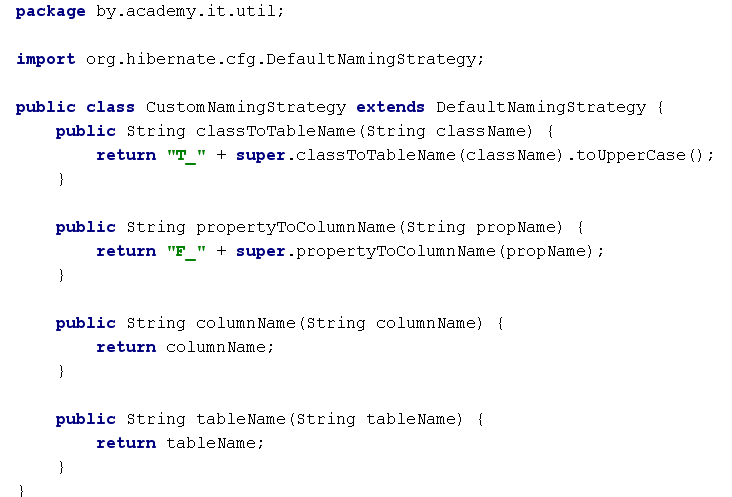 package by.academy.it.util;
import org.hibernate.cfg.DefaultNamingStrategy;
public class CustomNamingStrategy extends DefaultNamingStrategy {
    public String classToTableName(String className) {
        return "T_" + super.classToTableName(className).toUpperCase();
    }
    public String propertyToColumnName(String propName) {
        return "F_" + super.propertyToColumnName(propName);
    }
    public String columnName(String columnName) {
        return columnName;
    }
    public String tableName(String tableName) {
        return tableName;
    }
}